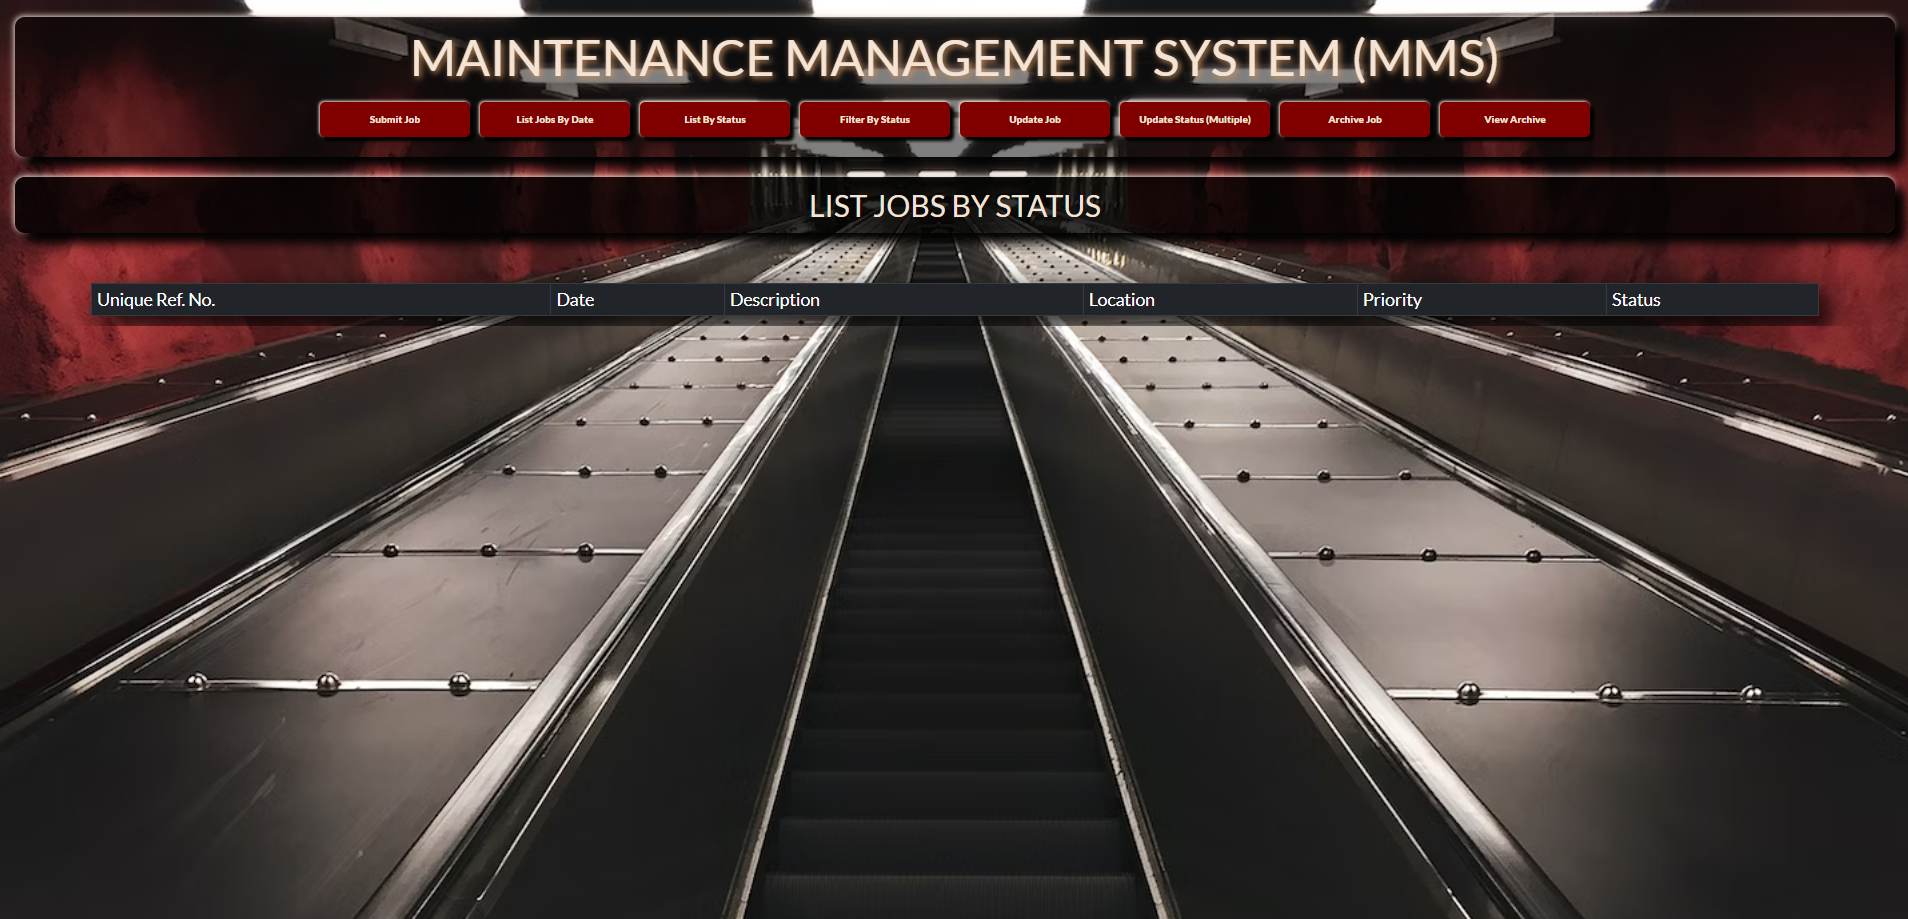 MAINTENANCE MANAGEMENT SYSTEM (MMS)
Submit Job List Jobs By Date List By Status Filter By Status Update Job Update Status (Multiple) Archive Job View Archive
LIST JOBS BY STATUS
Unique Ref. No. Date Description Location Priority Status